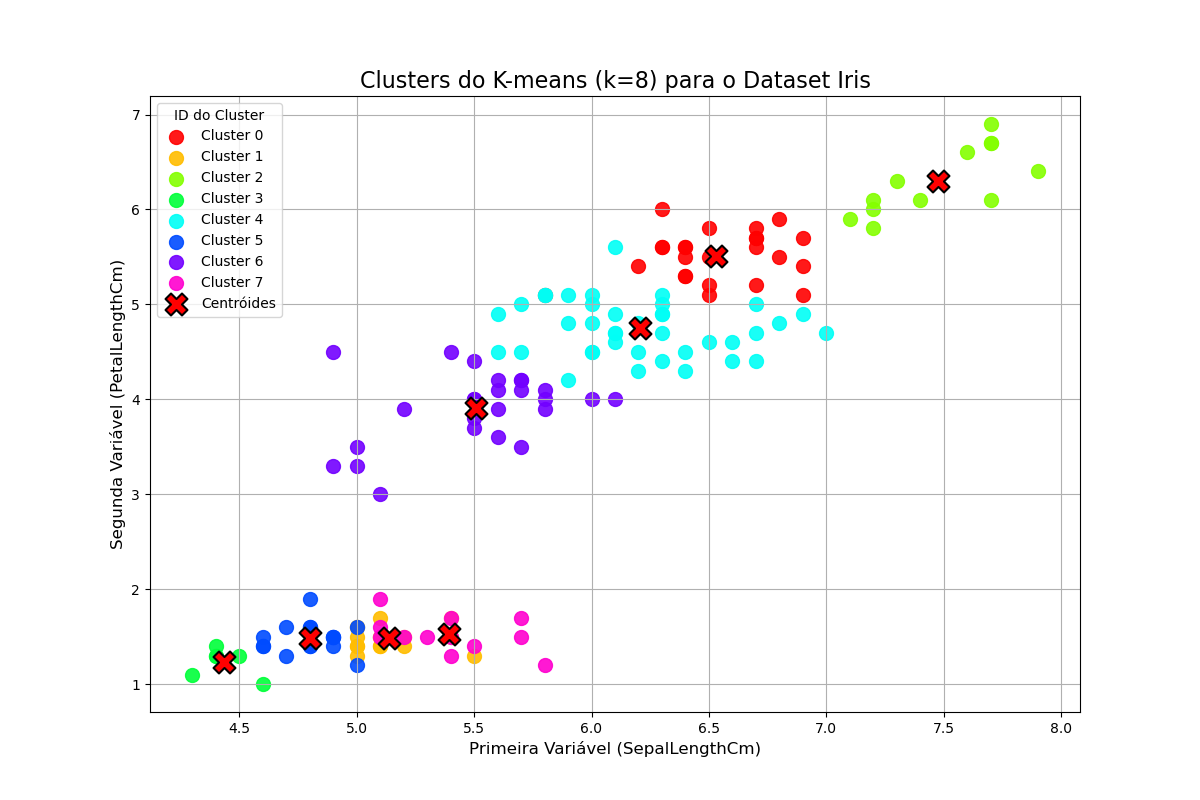 Clusters do K-means (k=8) para o Dataset Iris
ID do Cluster
Cluster 0
Cluster 1
Cluster 2
Cluster 3
Cluster 4
Cluster 5
Cluster 6
Cluster 7
Centróides
Segunda Variável (PetalLengthCm)
7
6
5
4
3
2
1
4.5 5.0 5.5 6.0 6.5 7.0 7.5 8.0
Primeira Variável (SepalLengthCm)